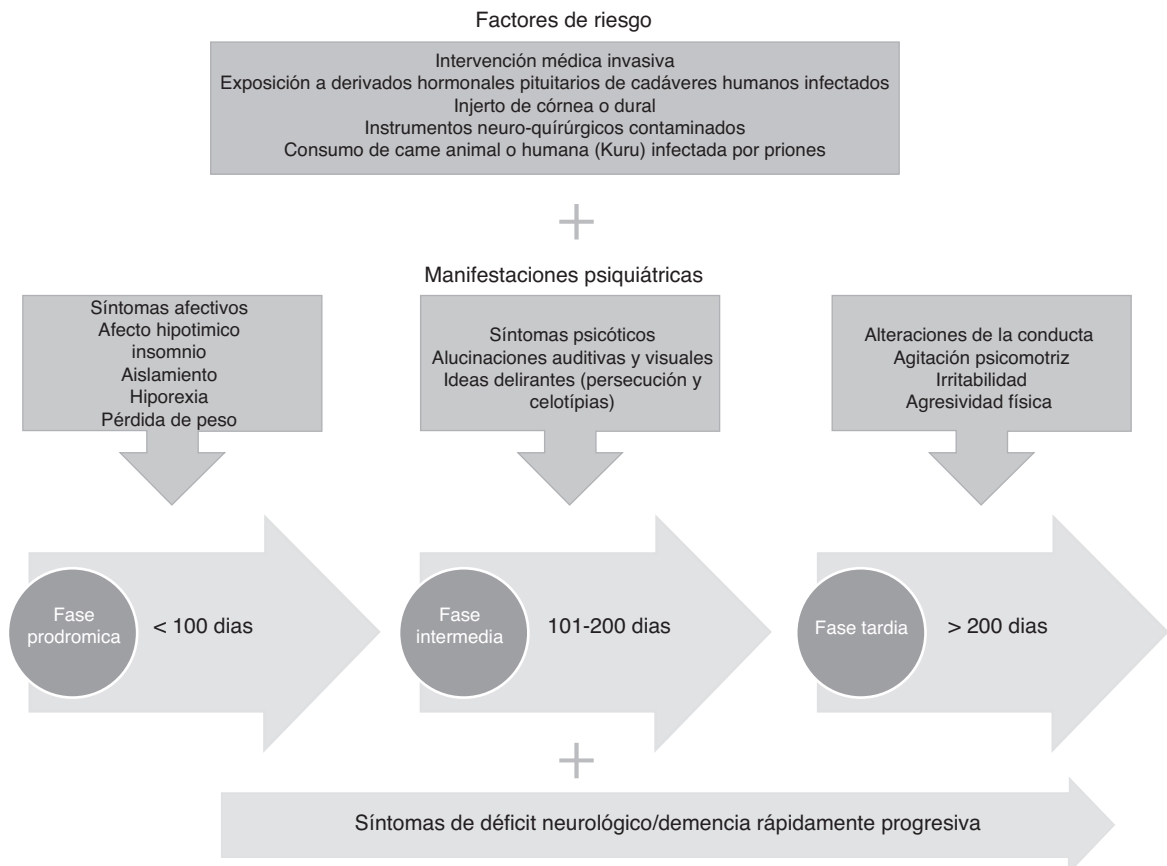 Factores de riesgo
Intervención médica invasiva
Exposición a derivados hormonales pituitarios de cadáveres humanos infectados
Injerto de córnea o dural
Instrumentos neuro-quírúrgicos contaminados
Consumo de came animal o humana (Kuru) infectada por priones
+
Manifestaciones psiquiátricas
Síntomas afectivos
Afecto hipotimico
insomnio
Aislamiento
Hiporexia
Pérdida de peso
Síntomas psicóticos
Alucinaciones auditivas y visuales
Ideas delirantes (persecución y
celotípias)
Alteraciones de la conducta
Agitación psicomotriz
Irritabilidad
Agresividad física
Fase
prodromica
< 100 dias
Fase
intermedia
101-200 dias
Fase tardia
> 200 dias
+
Síntomas de déficit neurológico/demencia rápidamente progresiva